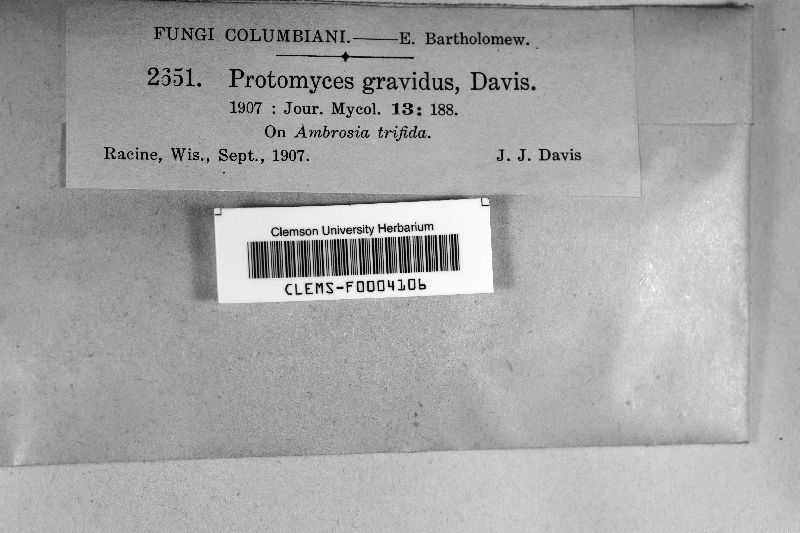 FUNGI COLUMBIANI.——E. Bartholomew.
2351. Protomyces gravidus, Davis.
1907 : Jour. Mycol. 13: 188.
On Ambrosia trifida.
Racine, Wis., Sept., 1907. J. J. Davis
Clemson University Herbarium
CLEMS-F0004106